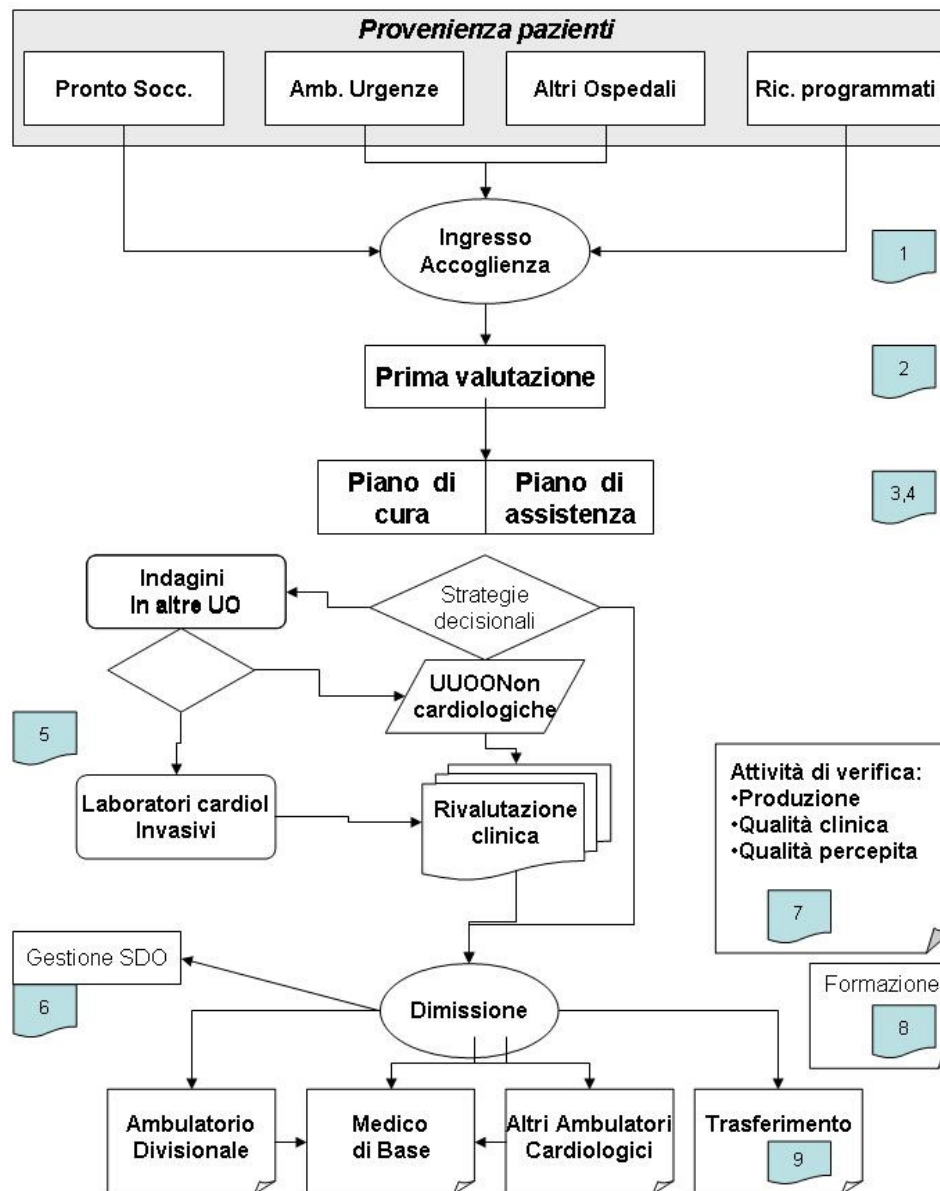 Provenienza pazienti
Pronto Socc.
Amb. Urgenze
Altri Ospedali
Ric. programmati
Ingresso
Accoglienza
1
Prima valutazione
2
Piano di
cura
Piano di
assistenza
3,4
Indagini
In altre UO
Strategie
decisionali
UUOONon
cardiologiche
5
Laboratori cardiol
Invasivi
Rivalutazione
clinica
Attività di verifica:
•Produzione
•Qualità clinica
•Qualità percepita
7
Gestione SDO
6
Dimissione
Formazione
8
Ambulatorio
Divisionale
Medico
di Base
Altri Ambulatori
Cardiologici
Trasferimento
9